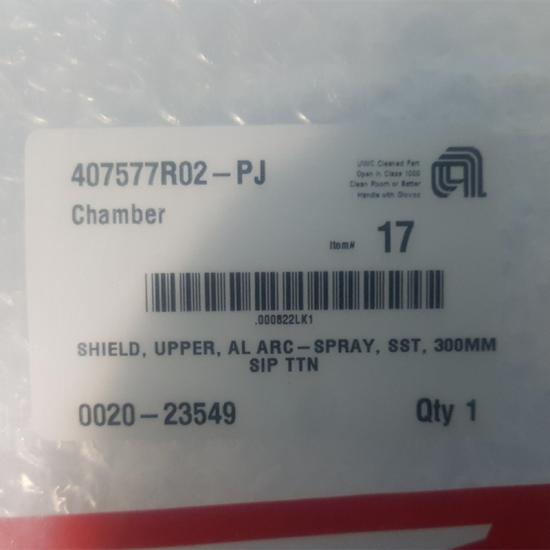 407577R02-PJ
UWC Cleaned Part
Open in Class 1000
Clean Room or Better
Handle with Gloves
Chamber
Item# 17
.000822LK1
SHIELD, UPPER, AL ARC-SPRAY, SST, 300MM
SIP TTN
0020-23549 Qty 1